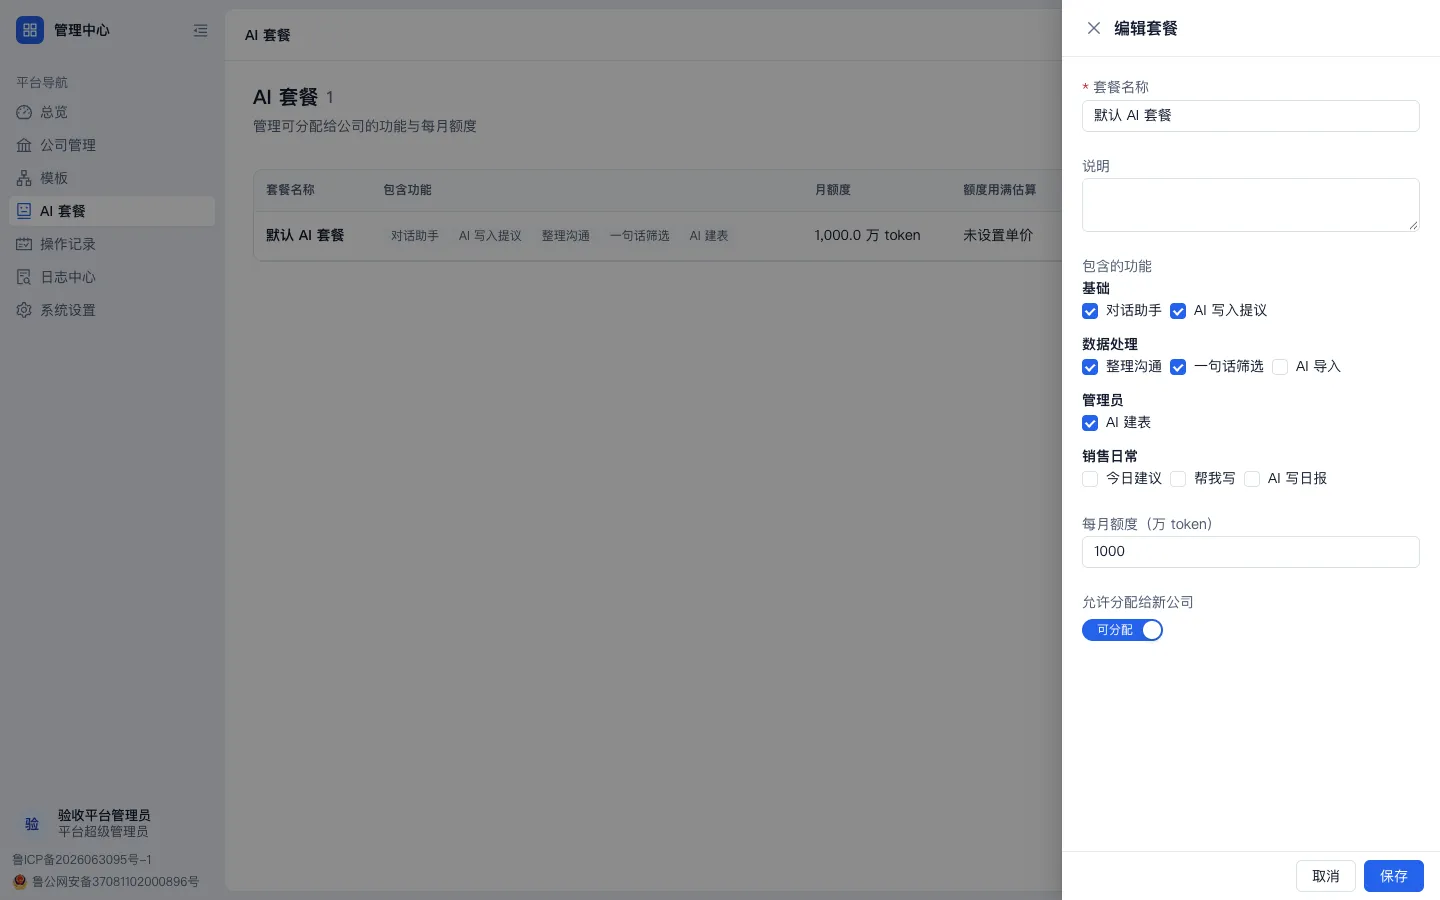 管理中心
平台导航
总览
公司管理
模板
AI 套餐
操作记录
日志中心
系统设置
验
验收平台管理员
平台超级管理员
鲁ICP备2026063095号-1
鲁公网安备37081102000896号
AI 套餐
AI 套餐 1
管理可分配给公司的功能与每月额度
套餐名称 包含功能 月额度 额度用满估算
默认 AI 套餐 对话助手 AI 写入提议 整理沟通 一句话筛选 AI 建表 1,000.0 万 token 未设置单价
编辑套餐
* 套餐名称
默认 AI 套餐
说明
包含的功能
基础
对话助手 AI 写入提议
数据处理
整理沟通 一句话筛选 AI 导入
管理员
AI 建表
销售日常
今日建议 帮我写 AI 写日报
每月额度（万 token）
1000
允许分配给新公司
可分配
取消 保存